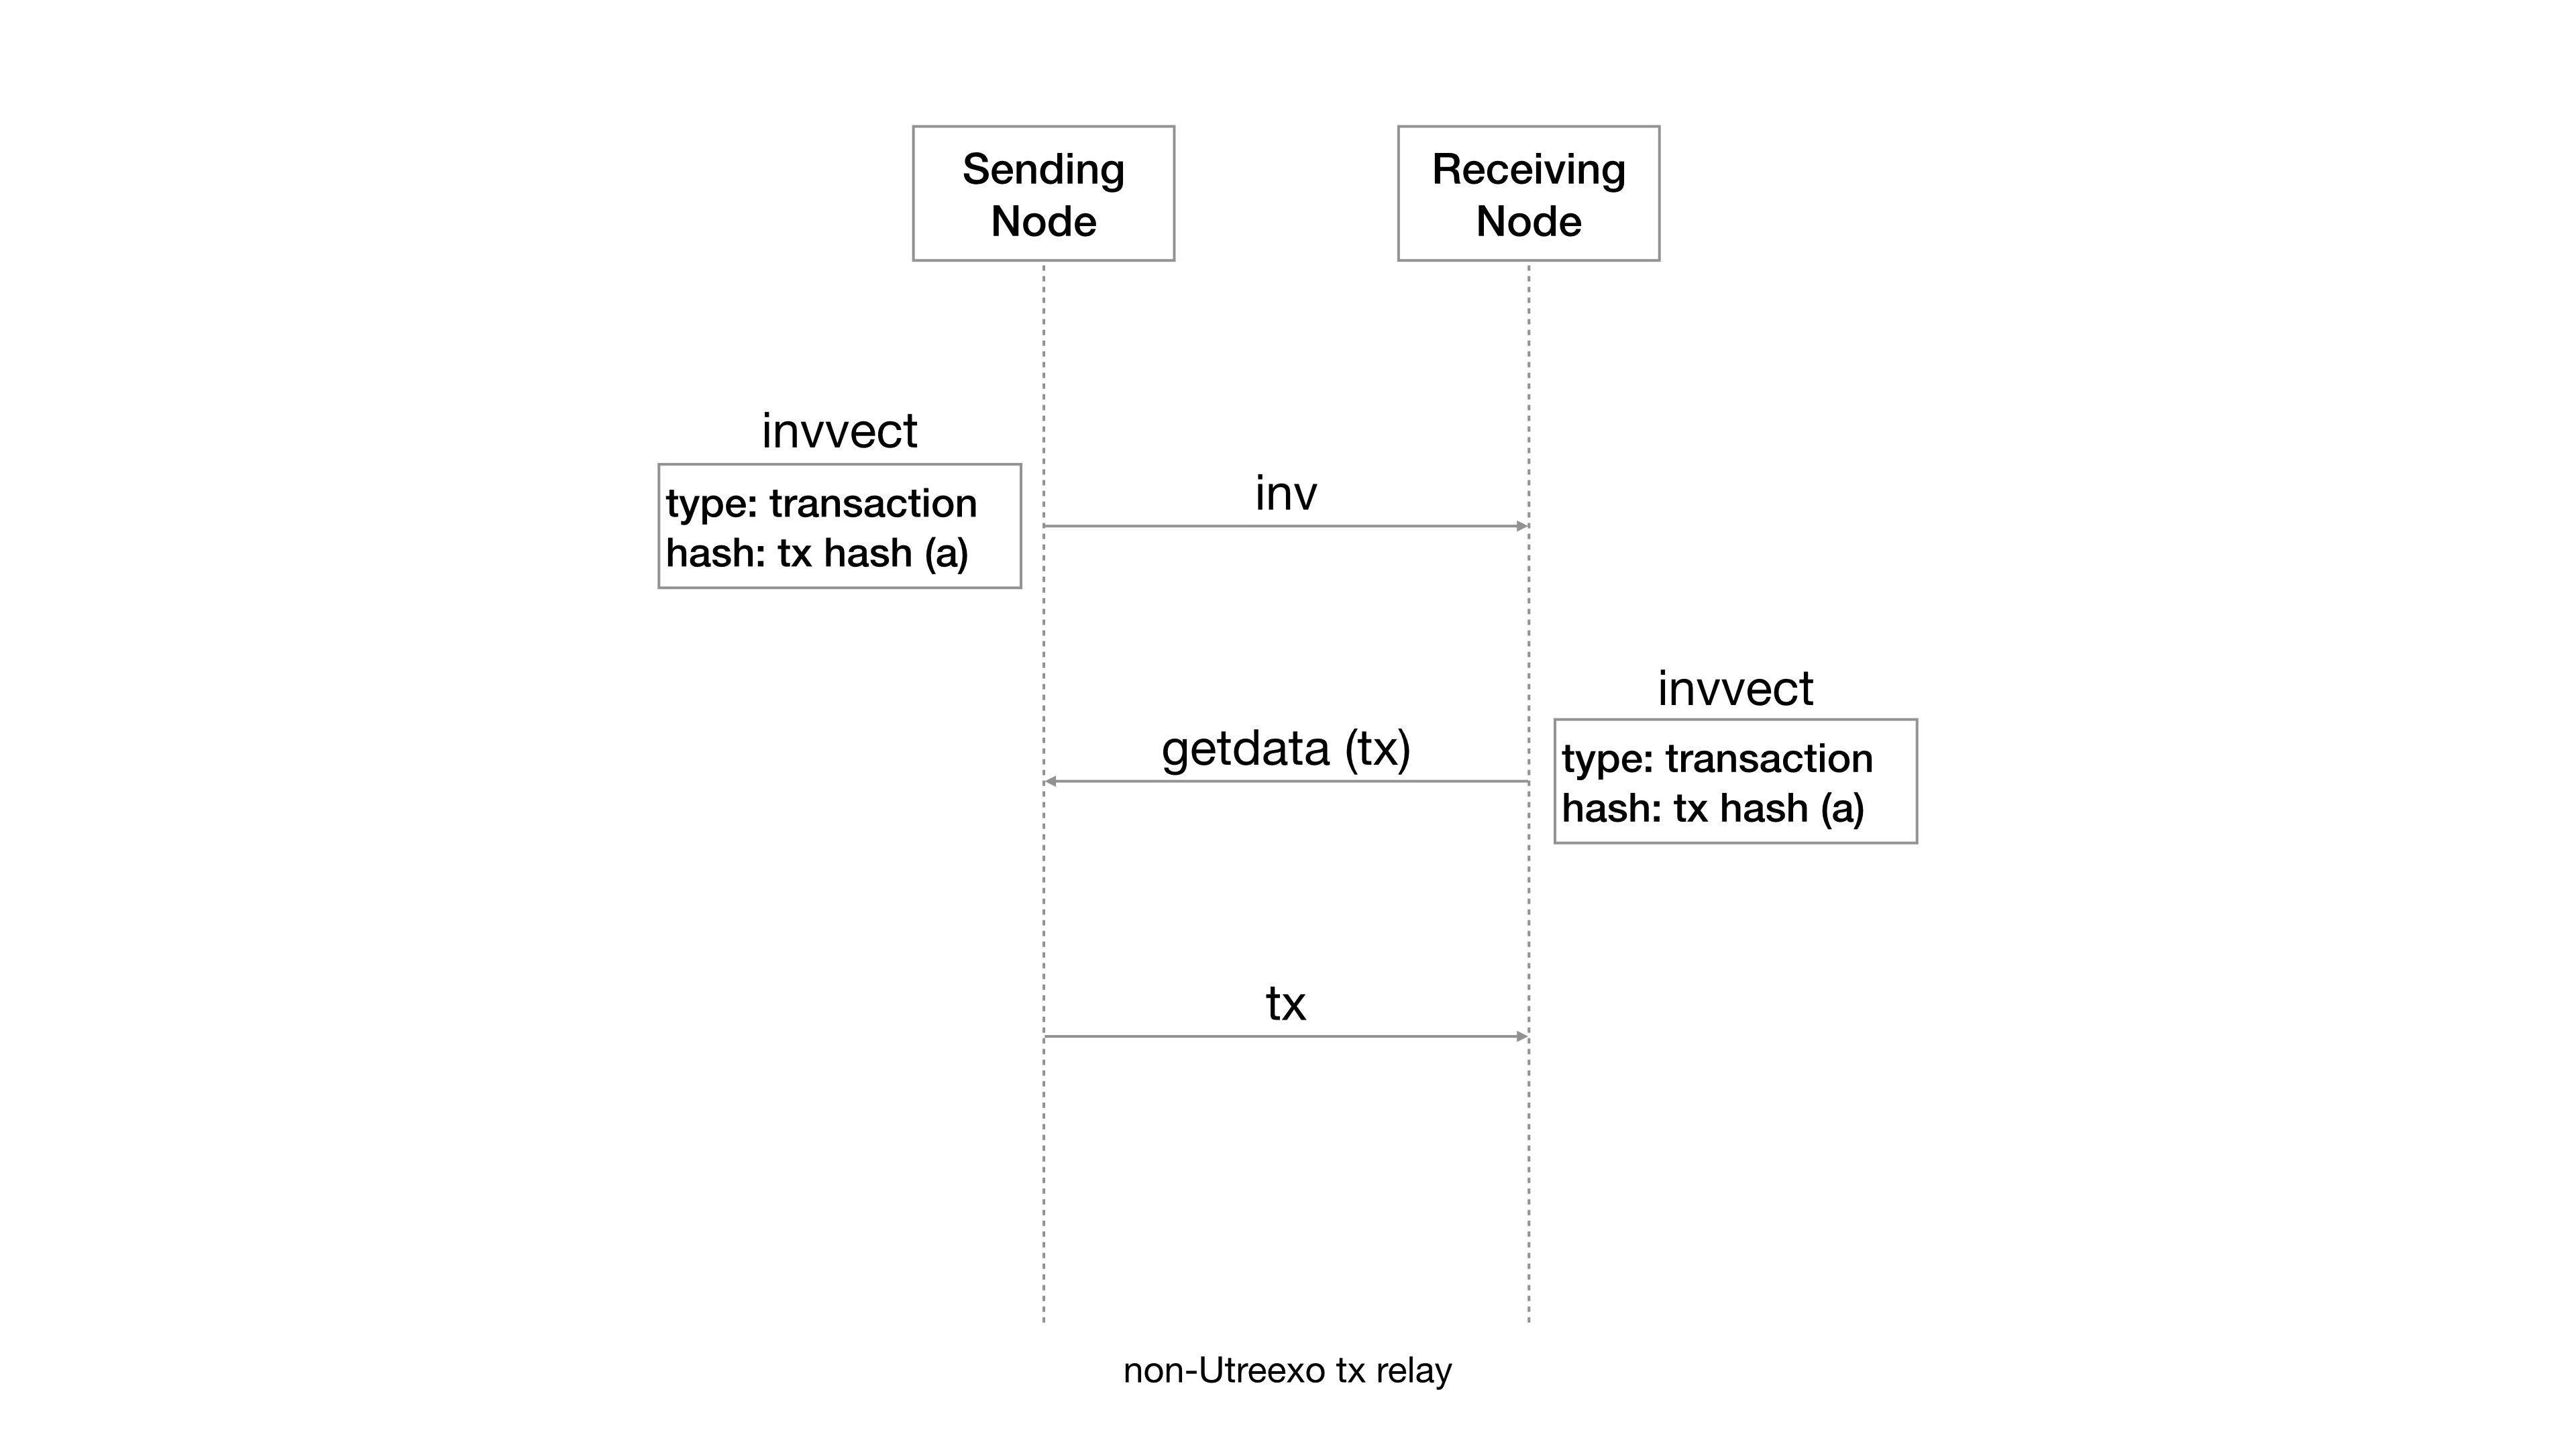 Sending
Node
Receiving
Node
invvect
type: transaction
hash: tx hash (a)
inv
invvect
getdata (tx)
type: transaction
hash: tx hash (a)
tx
non-Utreexo tx relay